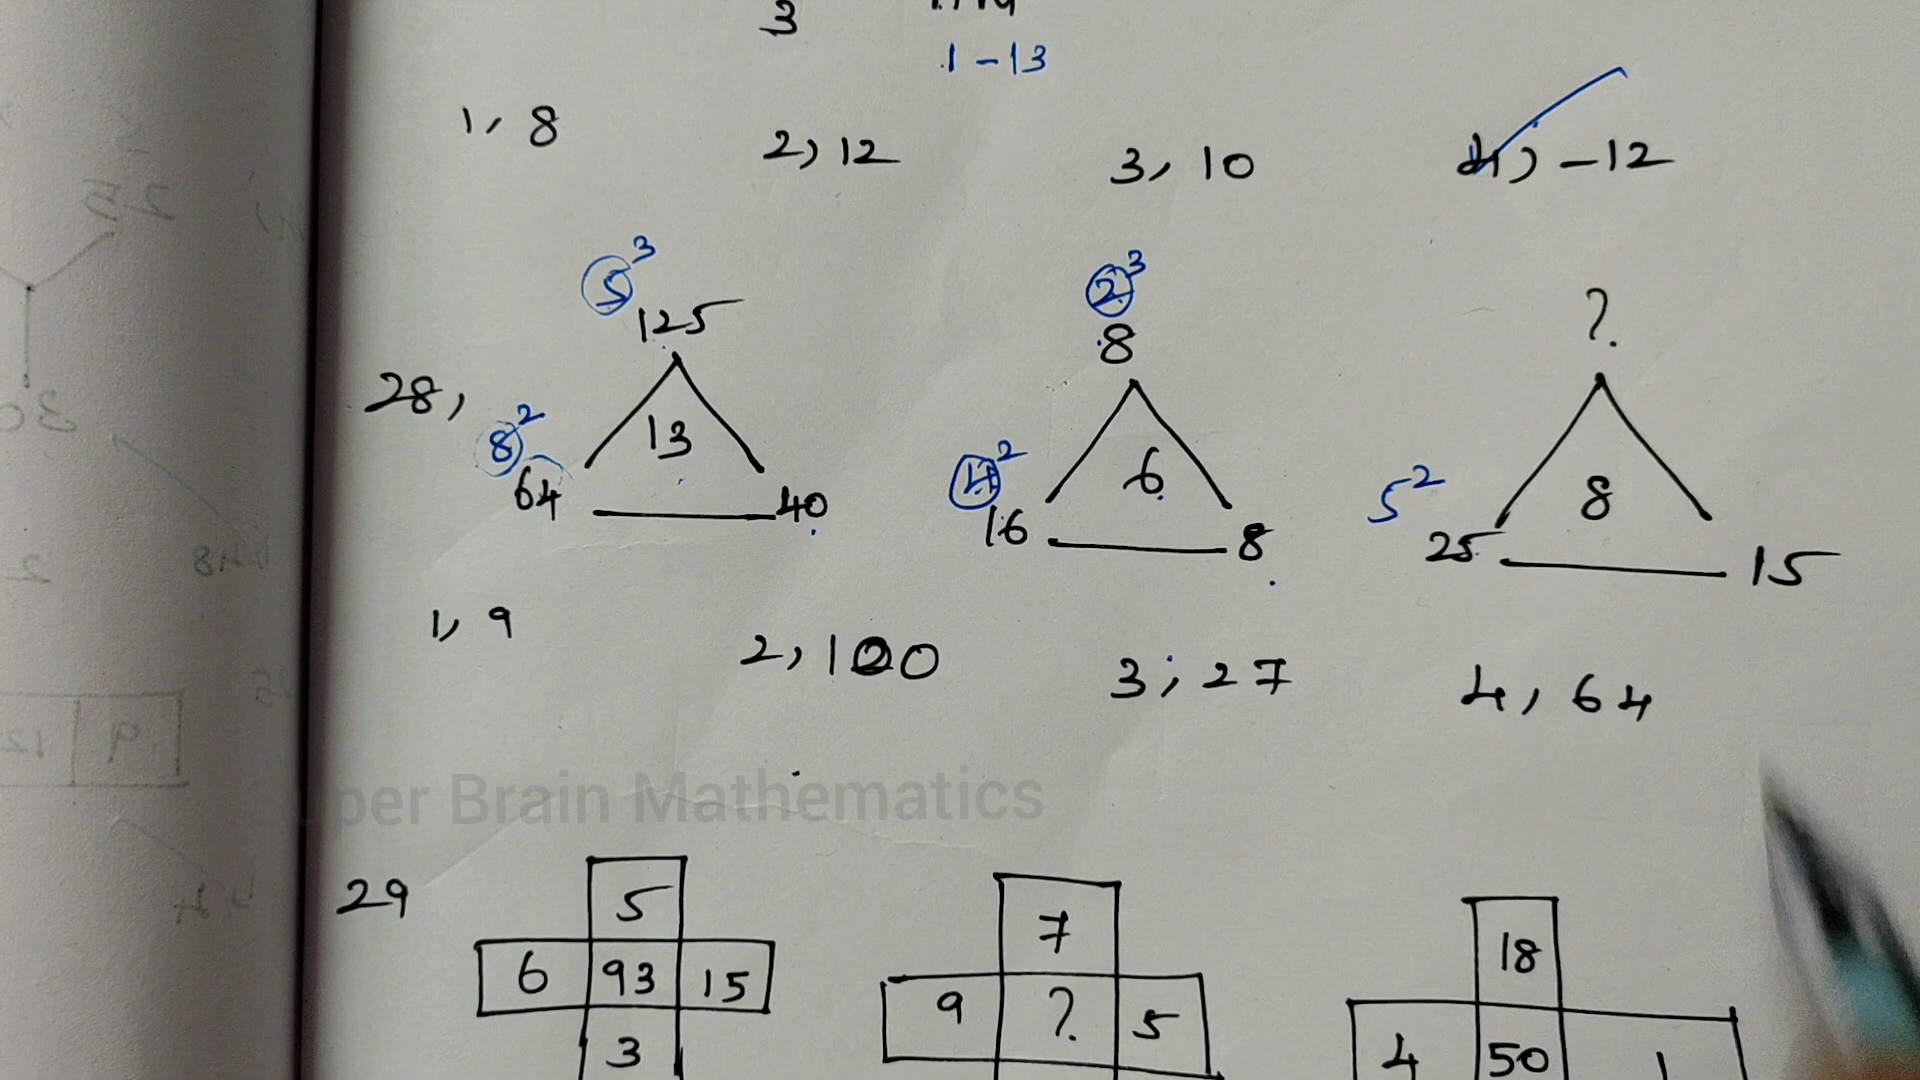 3
1-13
1, 8 2, 12 3, 10 4, -12
5³ 2³
125 8 ?
28, 8² 13 4² 6 5² 8
64 40 16 8 25 15
1, 9 2, 100 3, 27 4, 64
per Brain Mathematics
29 5 7 18
6 93 15 9 ? 5 4 50 1
3